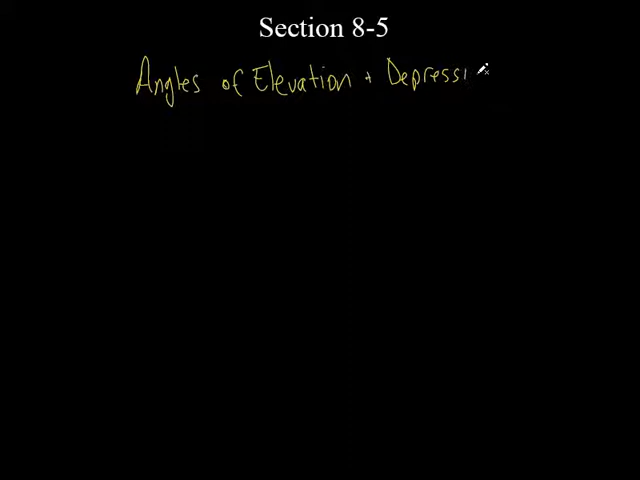 Section 8-5
Angles of Elevation + Depressi